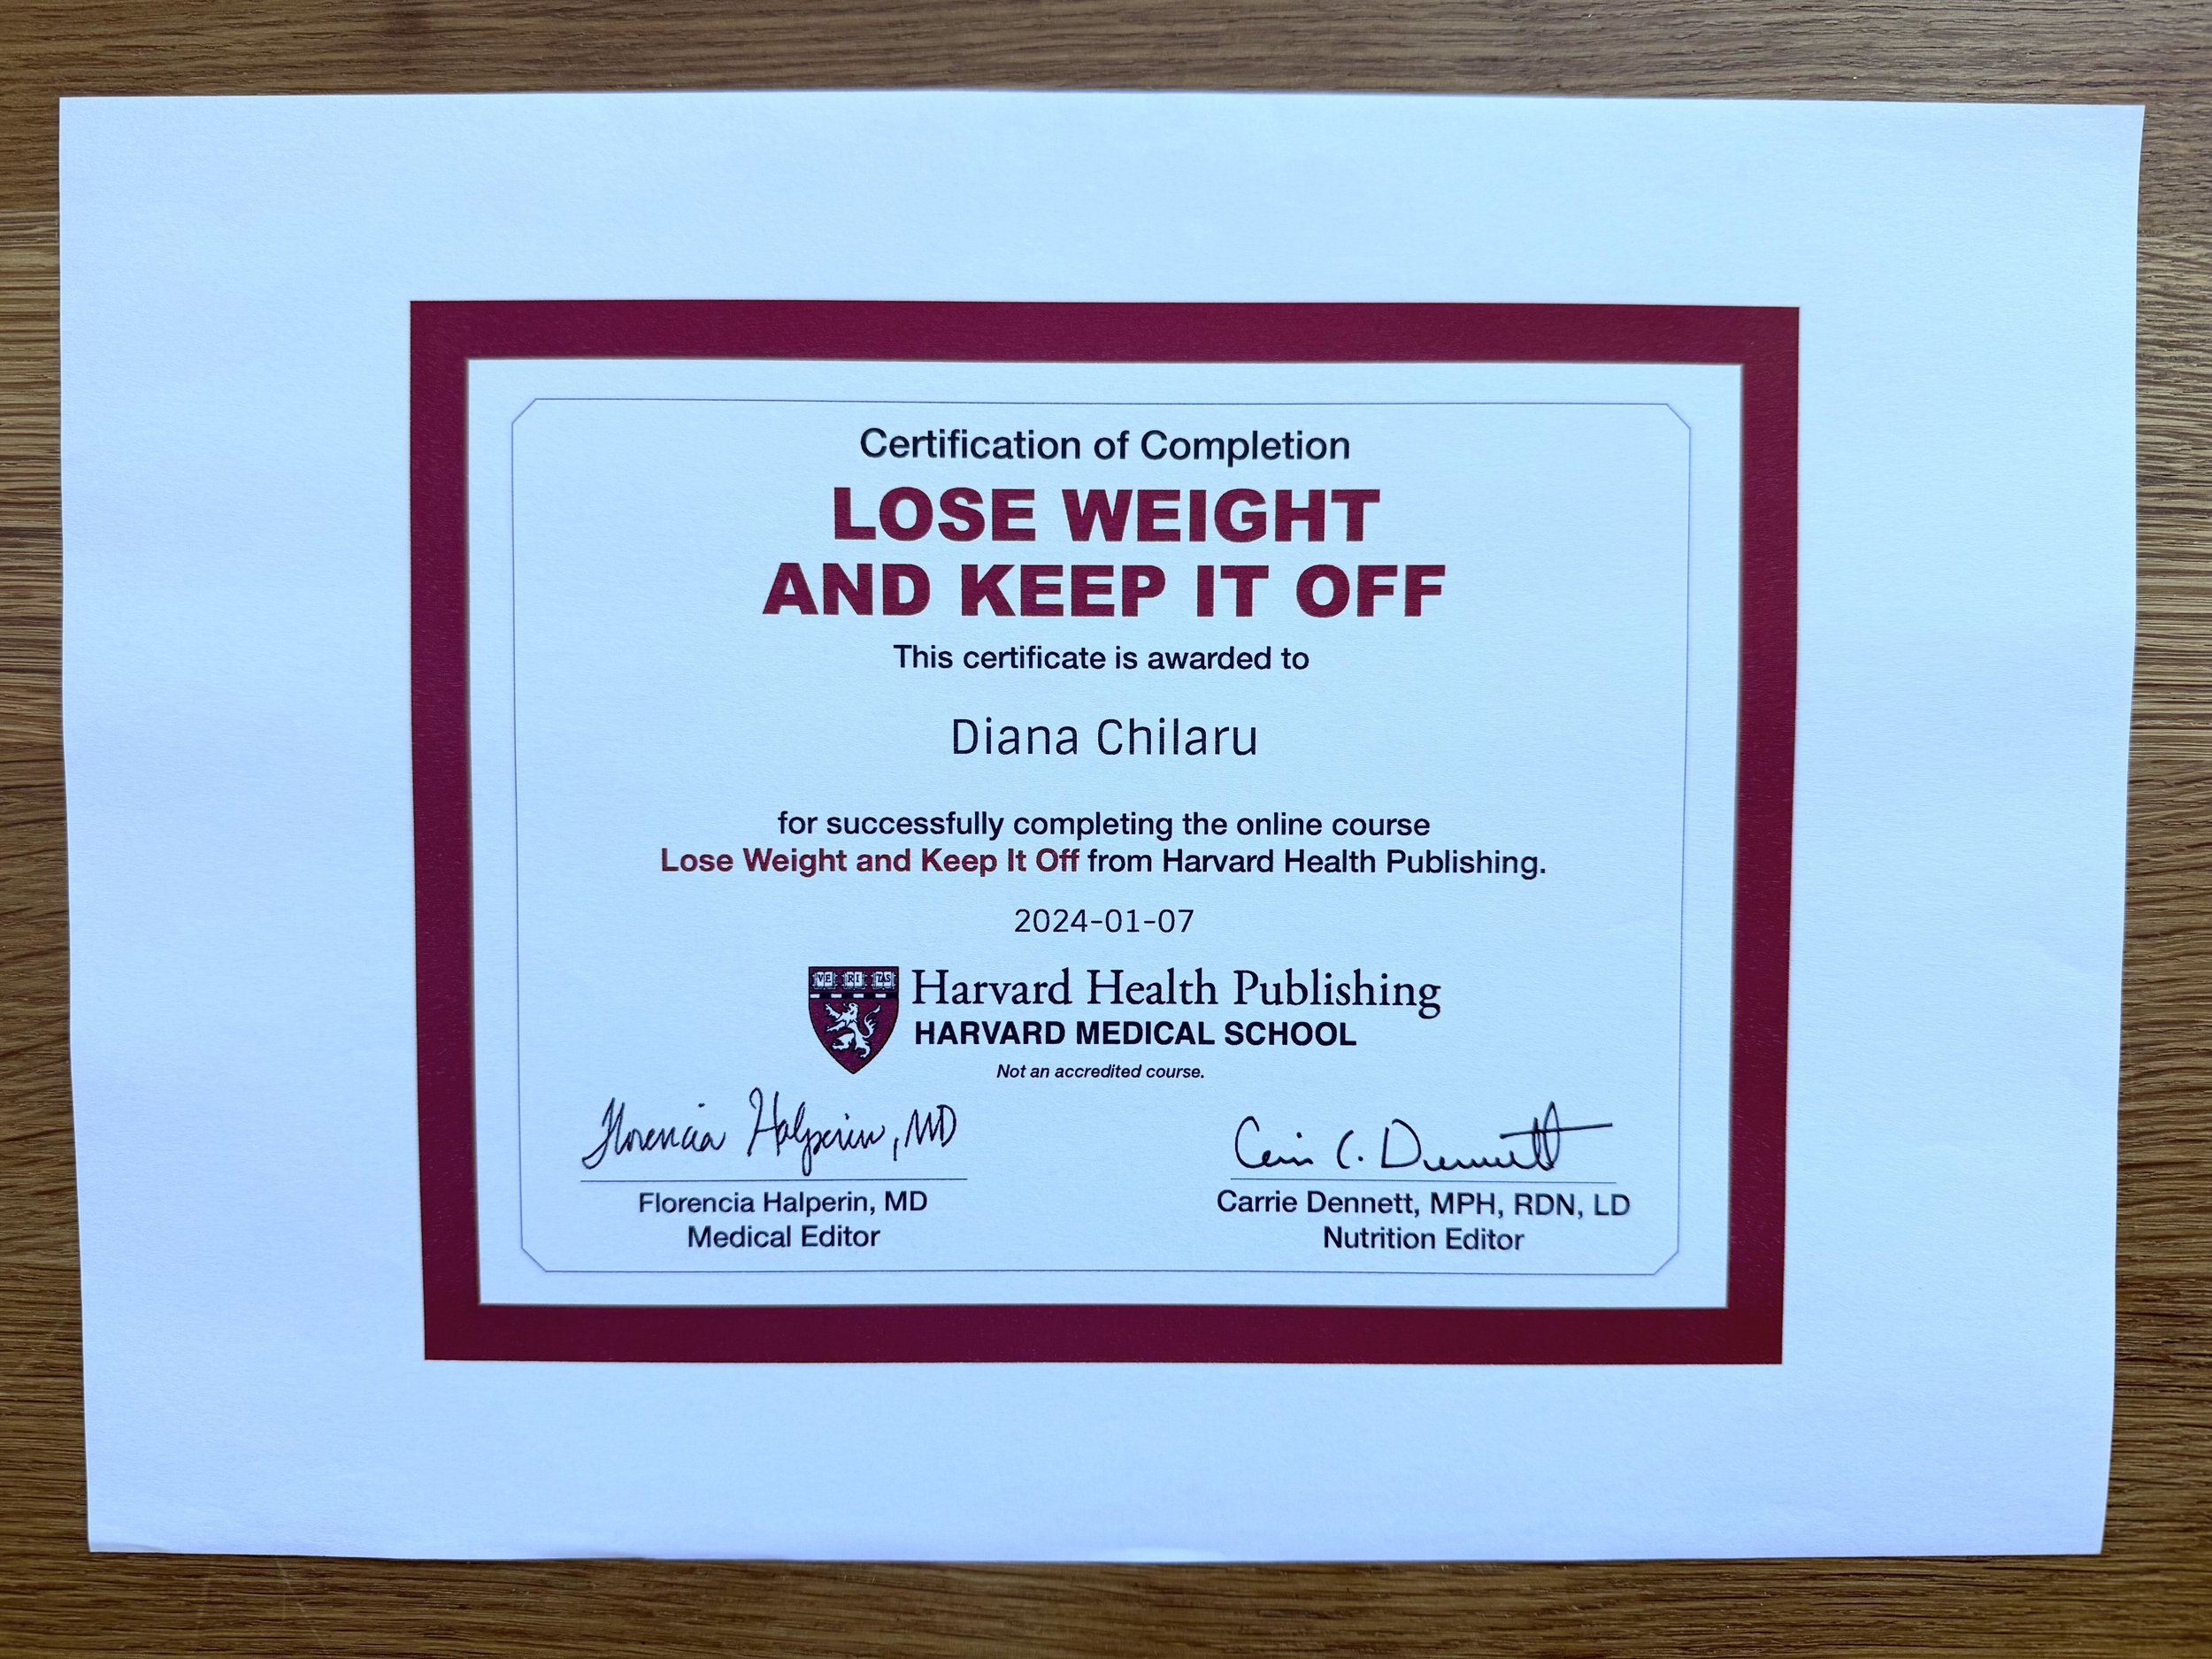 Certification of Completion
LOSE WEIGHT
AND KEEP IT OFF
This certificate is awarded to
Diana Chilaru
for successfully completing the online course
Lose Weight and Keep It Off from Harvard Health Publishing.
2024-01-07
VE RI TAS
Harvard Health Publishing
HARVARD MEDICAL SCHOOL
Not an accredited course.
Florencia Halperin, MD
Carrie C. Dennett
Florencia Halperin, MD
Carrie Dennett, MPH, RDN, LD
Medical Editor
Nutrition Editor